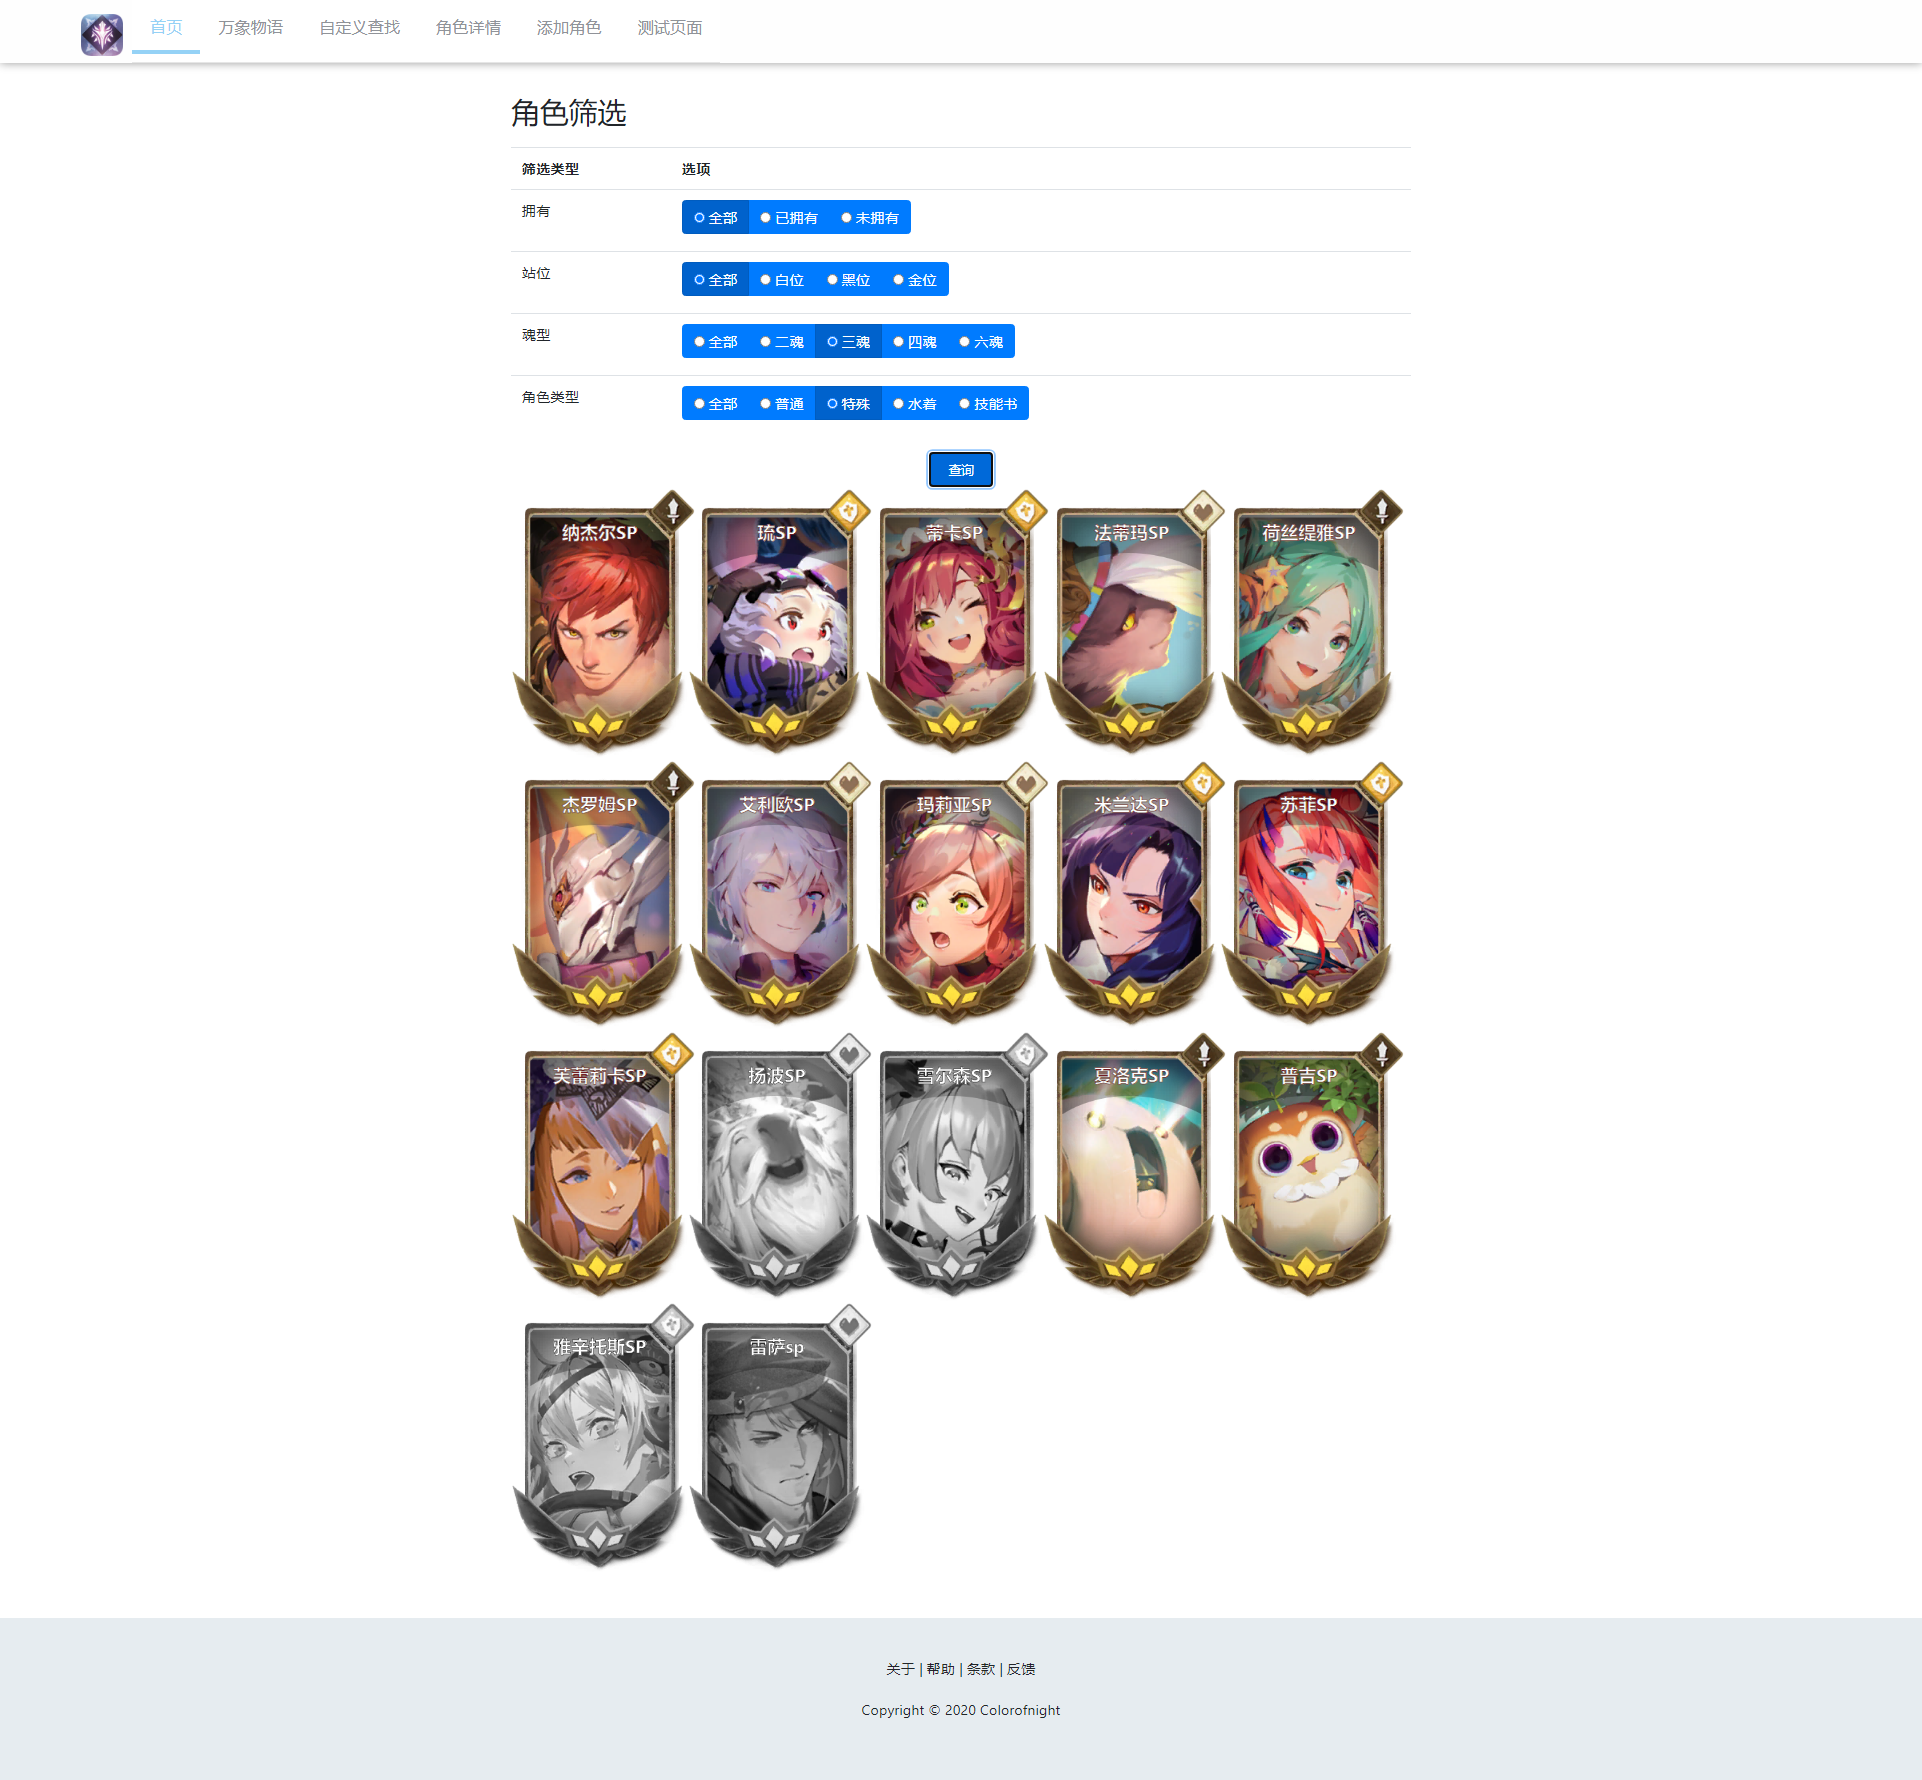 首页 万象物语 自定义查找 角色详情 添加角色 测试页面
角色筛选
筛选类型 选项
拥有 全部 已拥有 未拥有
站位 全部 白位 黑位 金位
魂型 全部 二魂 三魂 四魂 六魂
角色类型 全部 普通 特殊 水着 技能书
查询
纳杰尔SP 琉SP 蒂卡SP 法蒂玛SP 荷丝缇雅SP
杰罗姆SP 艾利欧SP 玛莉亚SP 米兰达SP 苏菲SP
芙蕾莉卡SP 扬波SP 雪尔森SP 夏洛克SP 普吉SP
雅辛托斯SP 雷萨sp
关于 | 帮助 | 条款 | 反馈
Copyright © 2020 Colorofnight